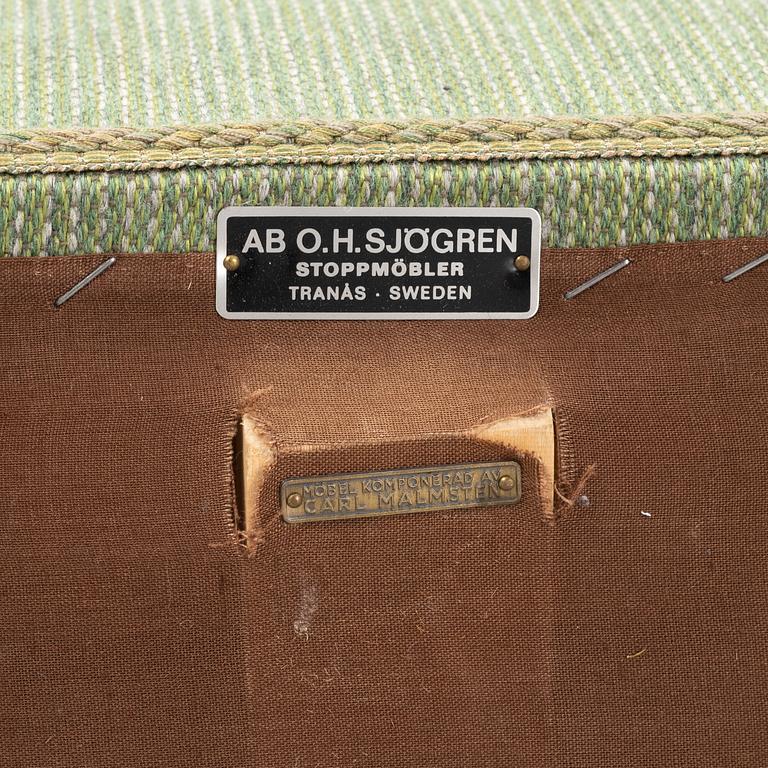 AB O.H. SJÖGREN
STOPPMÖBLER
TRANÅS · SWEDEN
MÖBEL KOMPONERAD AV
CARL MALMSTEN